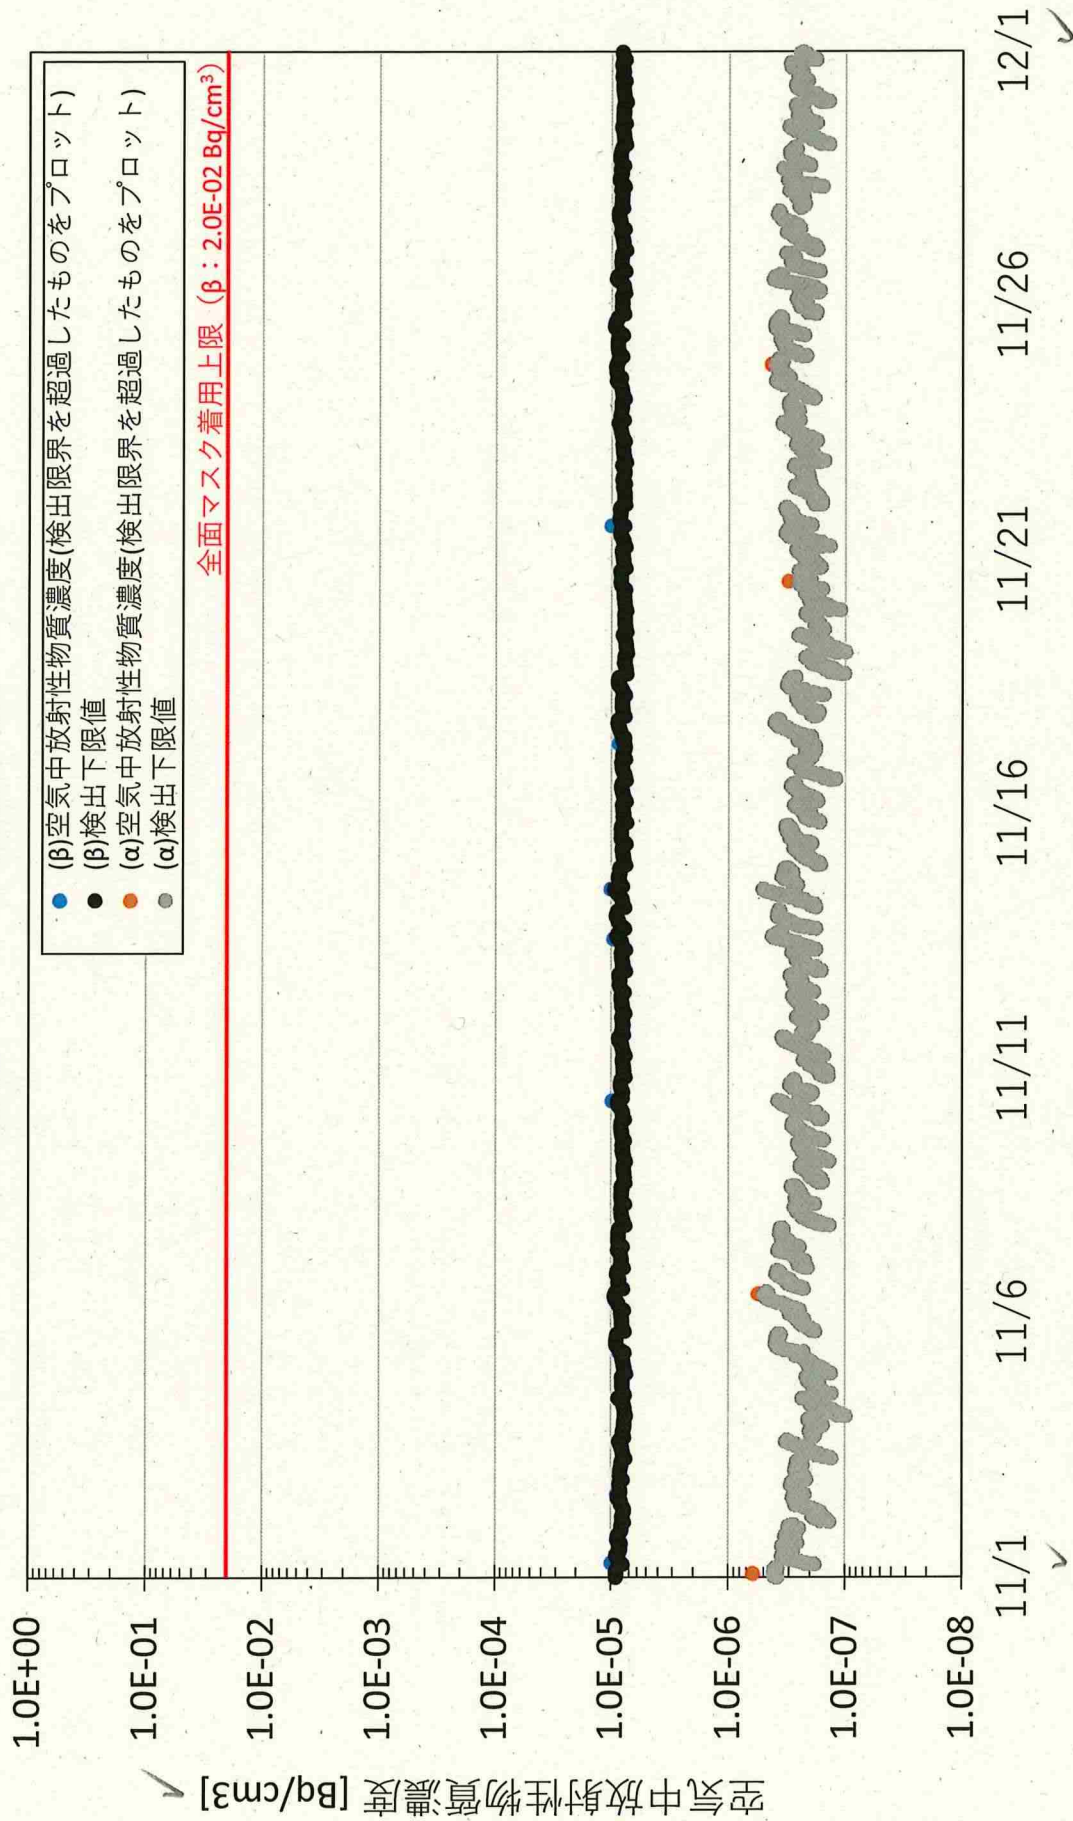 (β)空気中放射性物質濃度(検出限界を超過したものをプロット)
(β)検出下限値
(α)空気中放射性物質濃度(検出限界を超過したものをプロット)
(α)検出下限値
全面マスク着用上限（β：2.0E-02 Bq/cm³）
1.0E+00
1.0E-01
1.0E-02
1.0E-03
1.0E-04
1.0E-05
1.0E-06
1.0E-07
1.0E-08
空気中放射性物質濃度 [Bq/cm3]
11/1
11/6
11/11
11/16
11/21
11/26
12/1